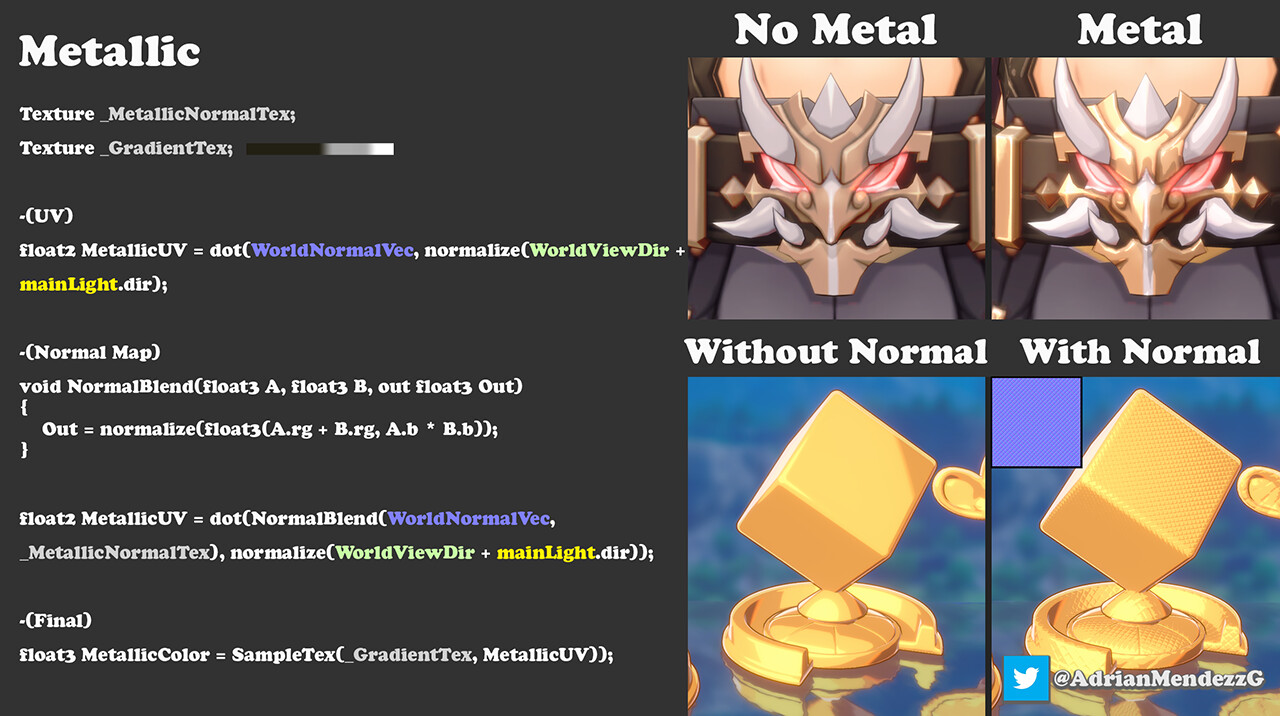 Metallic
Texture _MetallicNormalTex;
Texture _GradientTex;
-(UV)
float2 MetallicUV = dot(WorldNormalVec, normalize(WorldViewDir +
mainLight.dir);
-(Normal Map)
void NormalBlend(float3 A, float3 B, out float3 Out)
{
Out = normalize(float3(A.rg + B.rg, A.b * B.b));
}
float2 MetallicUV = dot(NormalBlend(WorldNormalVec,
_MetallicNormalTex), normalize(WorldViewDir + mainLight.dir));
-(Final)
float3 MetallicColor = SampleTex(_GradientTex, MetallicUV));
No Metal
Metal
Without Normal
With Normal
@AdrianMendezzG